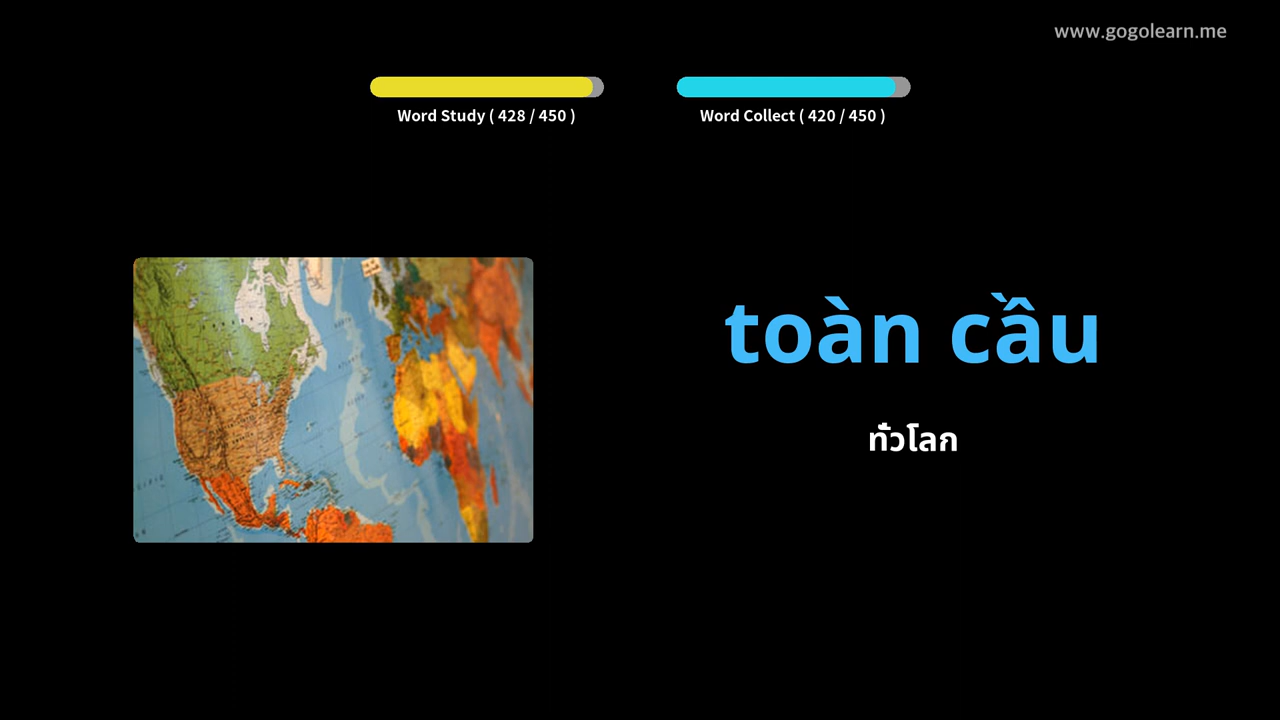 www.gogolearn.me
Word Study ( 428 / 450 )
Word Collect ( 420 / 450 )
toàn cầu
ทั่วโลก